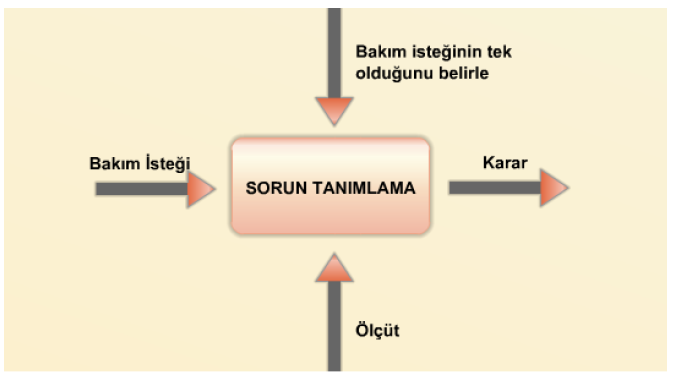 Bakım isteğinin tek
olduğunu belirle
Bakım İsteği
SORUN TANIMLAMA
Karar
Ölçüt